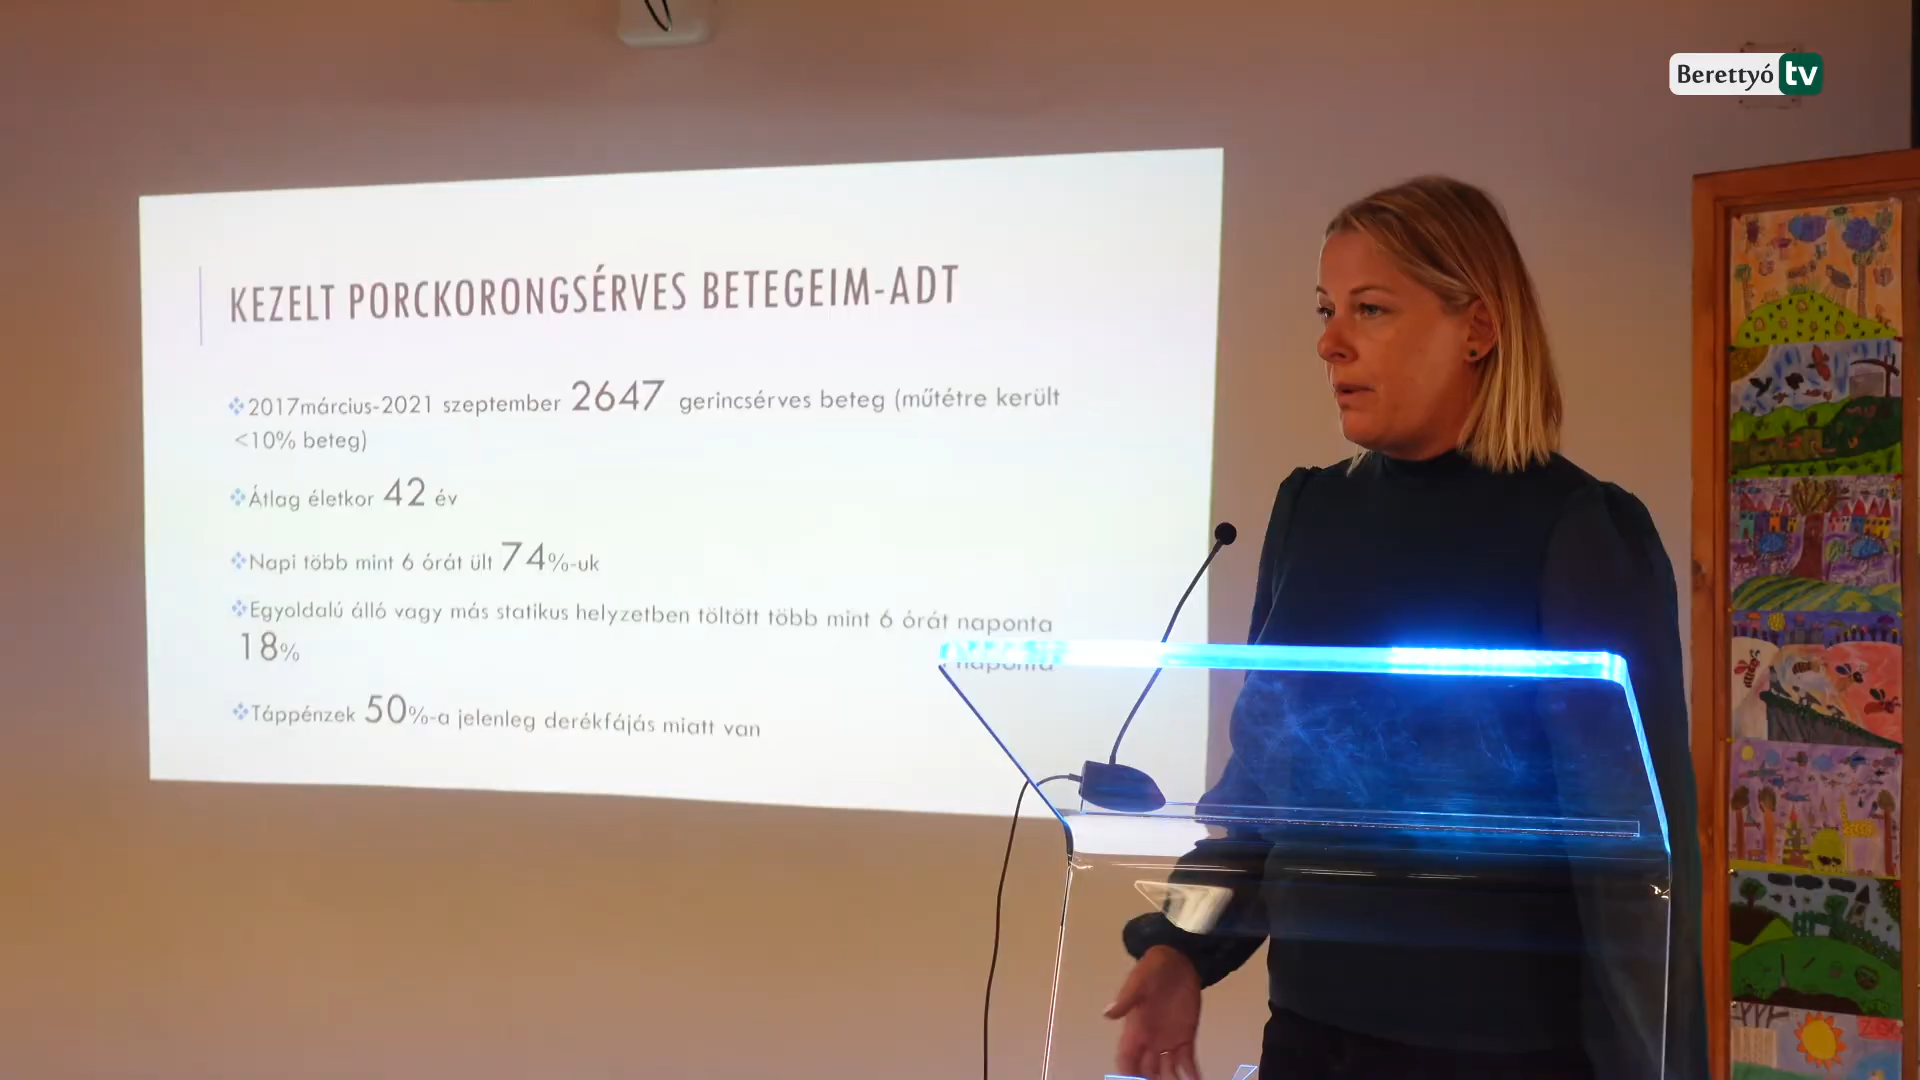 Berettyó tv
KEZELT PORCKORONGSÉRVES BETEGEIM-ADT
2017március-2021 szeptember 2647 gerincsérves beteg (műtétre került
<10% beteg)
Átlag életkor 42 év
Napi több mint 6 órát ült 74%-uk
Egyoldalú álló vagy más statikus helyzetben töltött több mint 6 órát naponta
18%
Táppénzek 50%-a jelenleg derékfájás miatt van